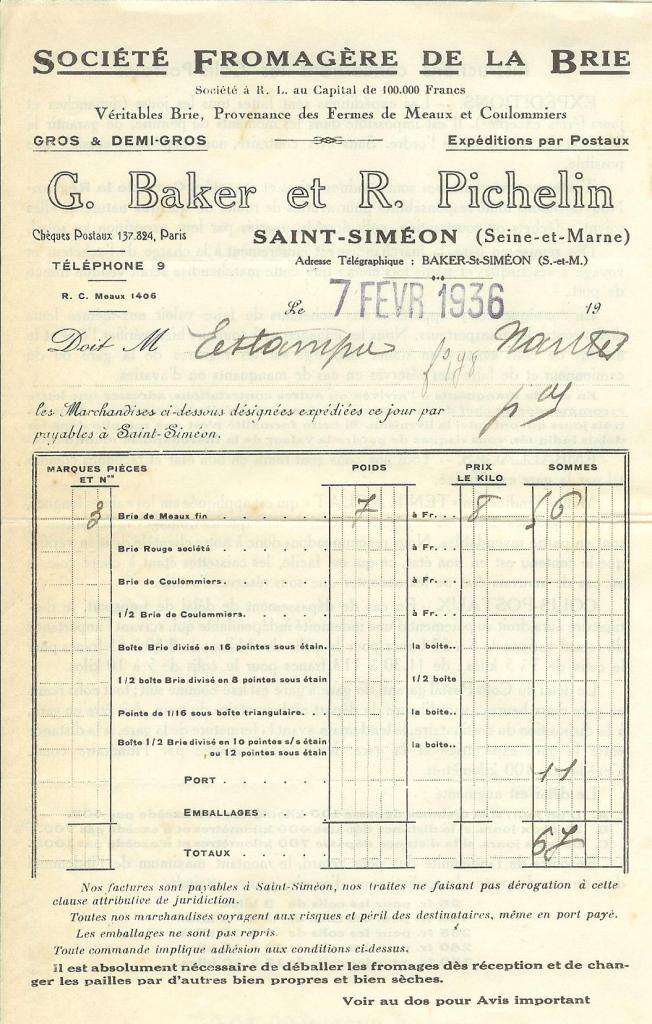 SOCIÉTÉ FROMAGÈRE DE LA BRIE
Société à R. L. au Capital de 100.000 Francs
Véritables Brie, Provenance des Fermes de Meaux et Coulommiers
GROS & DEMI-GROS Expéditions par Postaux
G. Baker et R. Pichelin
Chèques Postaux 137.824, Paris SAINT-SIMÉON (Seine-et-Marne)
TÉLÉPHONE 9 Adresse Télégraphique : BAKER-St-SIMÉON (S.-et-M.)
R. C. Meaux 1406
Le 7 FEVR 1936 19
Doit M Nantes
les Marchandises ci-dessous désignées expédiées ce jour par
payables à Saint-Siméon.
MARQUES PIÈCES ET Nos POIDS PRIX LE KILO SOMMES
3 Brie de Meaux fin . . . . . . . 7 à Fr... 8 56
Brie Rouge société . . . . . . . à Fr...
Brie de Coulommiers. . . . . . . à Fr...
1/2 Brie de Coulommiers. . . . . à Fr...
Boîte Brie divisé en 16 pointes sous étain. la boite..
1/2 boîte Brie divisé en 8 pointes sous étain 1/2 boîte
Pointe de 1/16 sous boîte triangulaire. . . la boite..
Boîte 1/2 Brie divisé en 10 pointes s/s étain la boite..
ou 12 pointes sous étain
PORT . . . . . 11
EMBALLAGES . .
TOTAUX . . . . 67
Nos factures sont payables à Saint-Siméon, nos traites ne faisant pas dérogation à cette
clause attributive de juridiction.
Toutes nos marchandises voyagent aux risques et péril des destinataires, même en port payé.
Les emballages ne sont pas repris.
Toute commande implique adhésion aux conditions ci-dessus.
Il est absolument nécessaire de déballer les fromages dès réception et de chan-
ger les pailles par d'autres bien propres et bien sèches.
Voir au dos pour Avis important